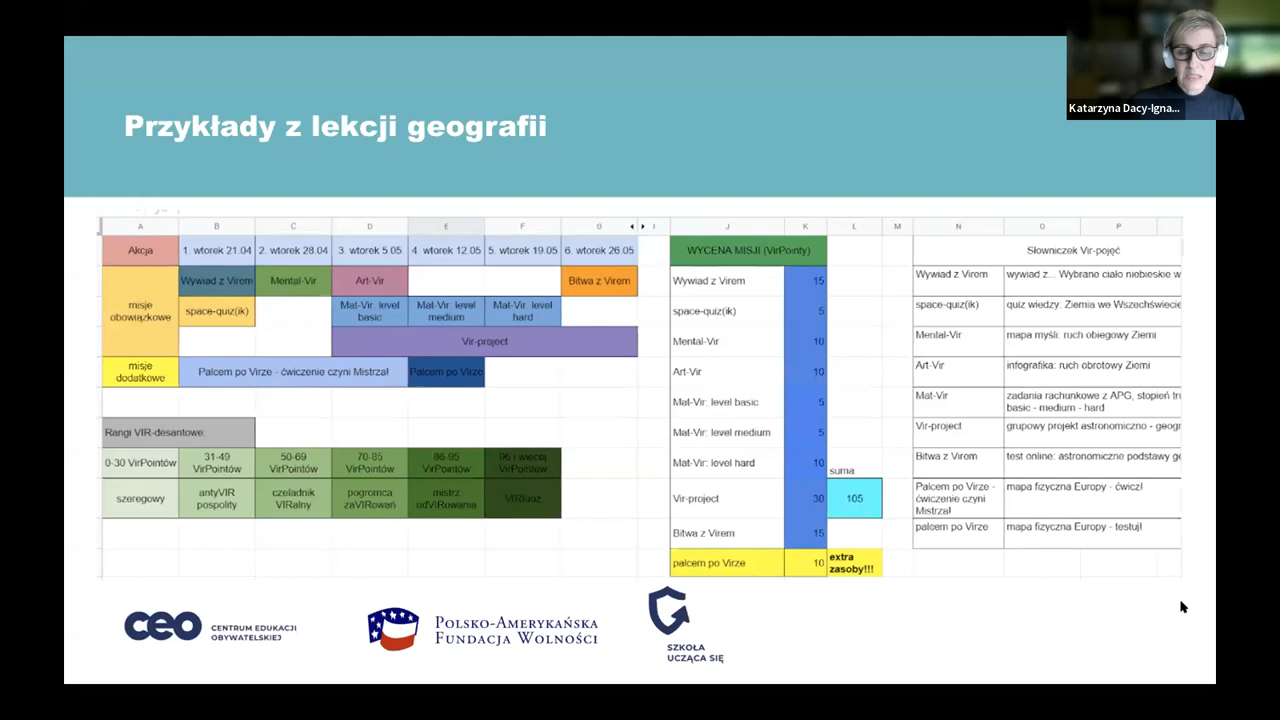 Katarzyna Dacy-Igna...
Przykłady z lekcji geografii
A B C D E F G I J K L M N O P
Akcja 1. wtorek 21.04 2. wtorek 28.04 3. wtorek 5.05 4. wtorek 12.05 5. wtorek 19.05 6. wtorek 26.05
misje
obowiązkowe
Wywiad z Virem Mental-Vir Art-Vir Bitwa z Virem
space-quiz(ik)
Mat-Vir: level
basic
Mat-Vir: level
medium
Mat-Vir: level
hard
Vir-project
misje
dodatkowe
Palcem po Virze - ćwiczenie czyni Mistrza! Palcem po Virze
Rangi VIR-desantowe:
0-30 VirPointów
31-49
VirPointów
50-69
VirPointów
70-85
VirPointów
86-95
VirPointów
96 i więcej
VirPointów
szeregowy
antyVIR
pospolity
czeladnik
VIRalny
pogromca
zaVIRowań
mistrz
odVIRowania
VIRtuoz
WYCENA MISJI (VirPointy)
Wywiad z Virem 15
space-quiz(ik) 5
Mental-Vir 10
Art-Vir 10
Mat-Vir: level basic 5
Mat-Vir: level medium 5
Mat-Vir: level hard 10
suma:
Vir-project 30 105
Bitwa z Virem 15
palcem po Virze 10
extra
zasoby!!!
Słowniczek Vir-pojęć
Wywiad z Virem wywiad z... Wybrane ciało niebieskie w
space-quiz(ik) quiz wiedzy: Ziemia we Wszechświecie
Mental-Vir mapa myśli: ruch obiegowy Ziemi
Art-Vir infografika: ruch obrotowy Ziemi
Mat-Vir zadania rachunkowe z APG, stopień tru
basic - medium - hard
Vir-project grupowy projekt astronomiczno - geogr
Bitwa z Virem test online: astronomiczne podstawy ge
Palcem po Virze -
ćwiczenie czyni
Mistrza!
mapa fizyczna Europy - ćwicz!
palcem po Virze mapa fizyczna Europy - testuj!
ceo CENTRUM EDUKACJI
OBYWATELSKIEJ
POLSKO-AMERYKAŃSKA
FUNDACJA WOLNOŚCI
SZKOŁA
UCZĄCA SIĘ